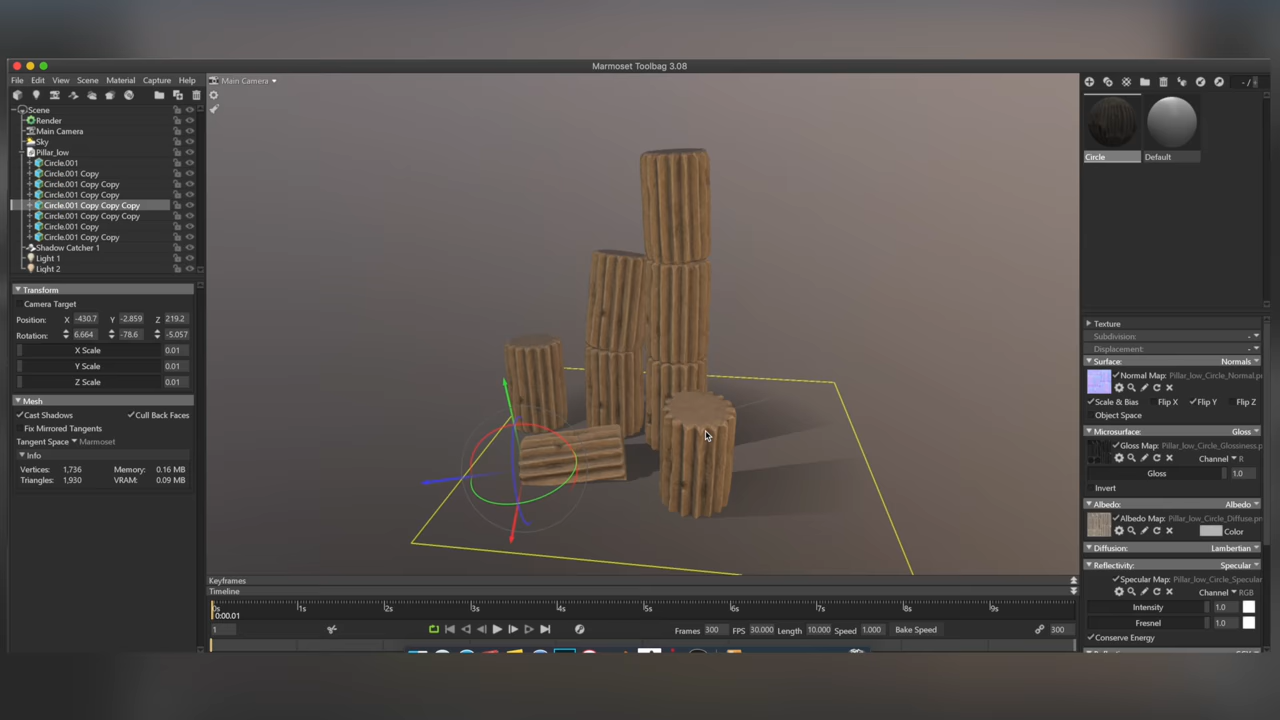 Marmoset Toolbag 3.08
File Edit View Scene Material Capture Help
Main Camera
Scene
Render
Main Camera
Sky
Pillar_low
Circle.001
Circle.001 Copy
Circle.001 Copy Copy
Circle.001 Copy Copy
Circle.001 Copy Copy Copy
Circle.001 Copy Copy Copy
Circle.001 Copy
Circle.001 Copy Copy
Shadow Catcher 1
Light 1
Light 2
Transform
Camera Target
Position: X -430.7 Y -2.859 Z 219.2
Rotation: 6.664 -78.6 -5.057
X Scale 0.01
Y Scale 0.01
Z Scale 0.01
Mesh
Cast Shadows Cull Back Faces
Fix Mirrored Tangents
Tangent Space Marmoset
Info
Vertices: 1,736 Memory: 0.16 MB
Triangles: 1,930 VRAM: 0.09 MB
Keyframes
Timeline
0s 1s 2s 3s 4s 5s 6s 7s 8s 9s
0:00.01
1 Frames 300 FPS 30.000 Length 10.000 Speed 1.000 Bake Speed 300
- /
Circle Default
Texture
Subdivision: -
Displacement: -
Surface: Normals
Normal Map: Pillar_low_Circle_Normal.p
Scale & Bias Flip X Flip Y Flip Z
Object Space
Microsurface: Gloss
Gloss Map: Pillar_low_Circle_Glossiness.p
Channel R
Gloss 1.0
Invert
Albedo: Albedo
Albedo Map: Pillar_low_Circle_Diffuse.pn
Color
Diffusion: Lambertian
Reflectivity: Specular
Specular Map: Pillar_low_Circle_Specular
Channel RGB
Intensity 1.0
Fresnel 1.0
Conserve Energy